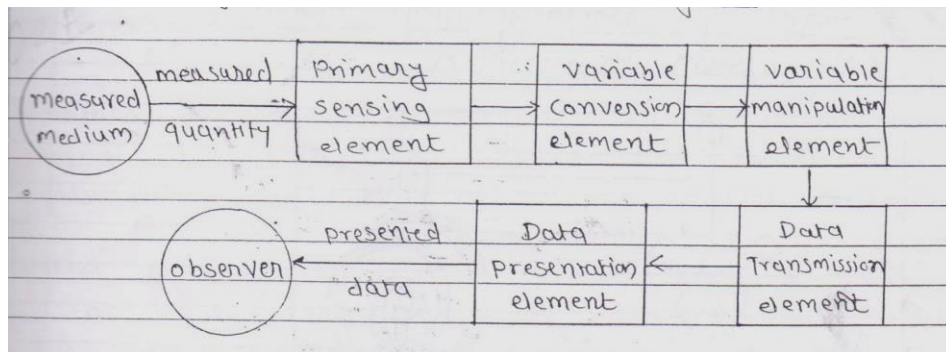 measured medium
measured quantity
Primary sensing element
variable conversion element
variable manipulation element
Data Transmission element
Data presentation element
presented data
observer